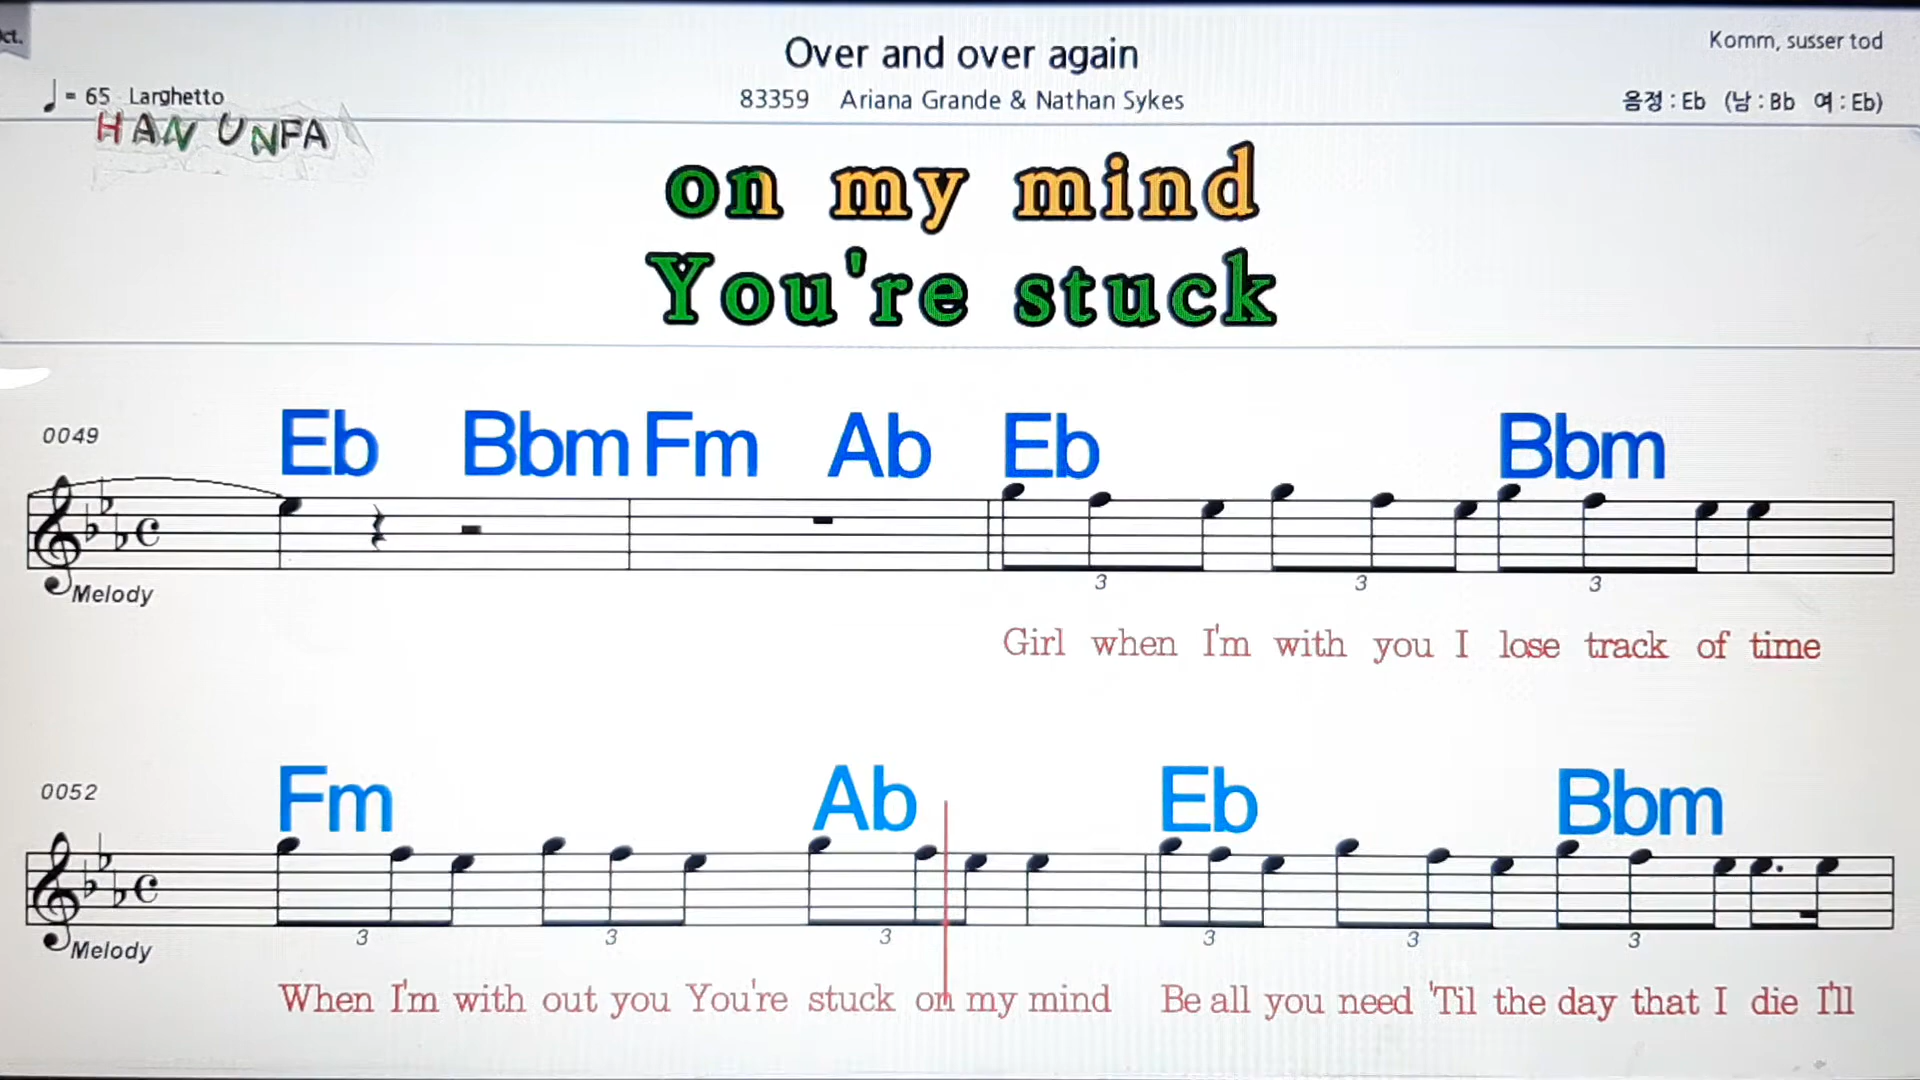 ct.
Over and over again
Komm, susser tod
♩ = 65 Larghetto
83359 Ariana Grande & Nathan Sykes
음정 : Eb (남 : Bb 여 : Eb)
HAN UNFA
on my mind
You're stuck
0049
Eb Bbm Fm Ab Eb Bbm
C
Melody
3 3 3
Girl when I'm with you I lose track of time
0052
Fm Ab Eb Bbm
C
Melody
3 3 3 3 3 3
When I'm with out you You're stuck on my mind Be all you need 'Til the day that I die I'll